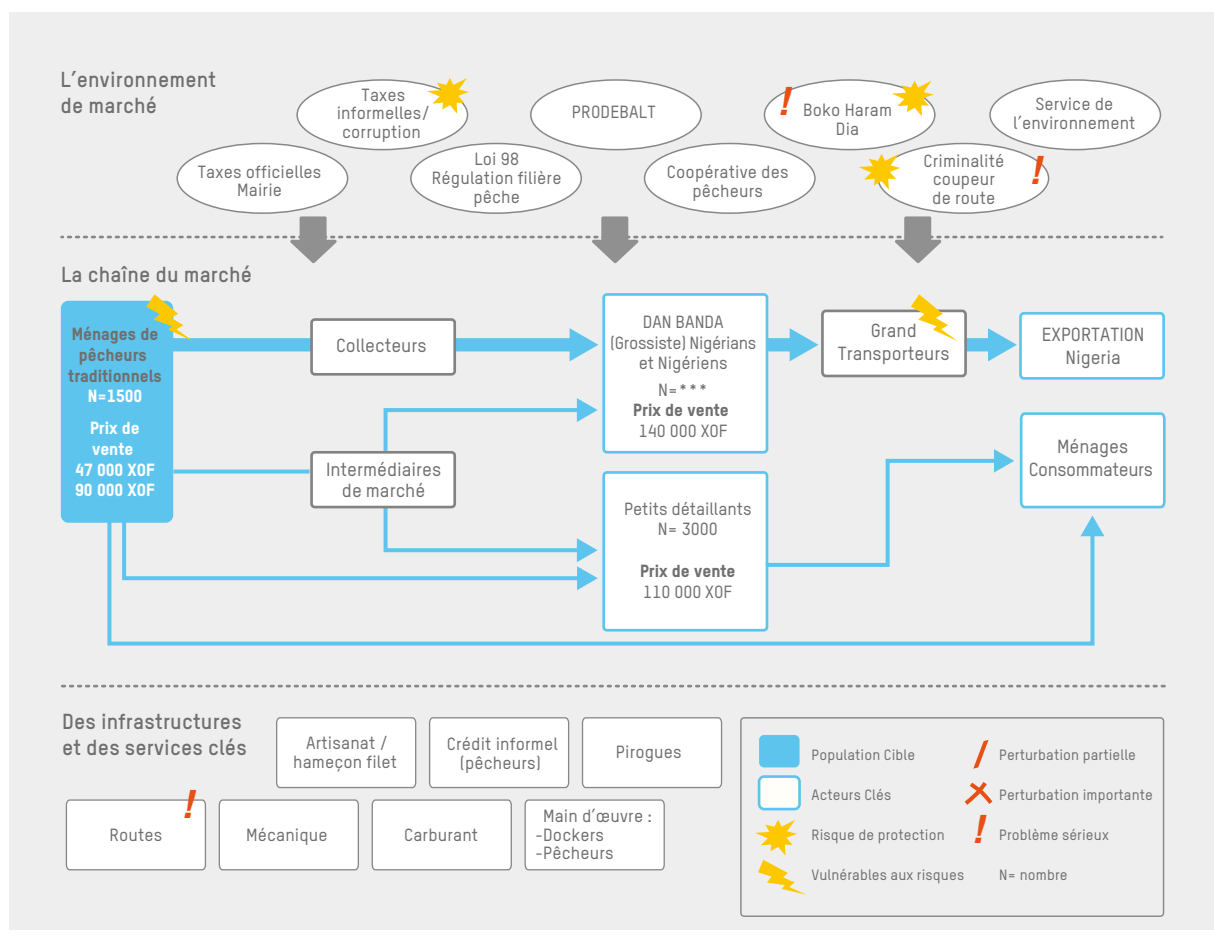 L'environnement
de marché
Taxes
informelles/
corruption
PRODEBALT
Boko Haram
Dia
Service de
l'environnement
Taxes officielles
Mairie
Loi 98
Régulation filière
pêche
Coopérative des
pêcheurs
Criminalité
coupeur
de route
La chaîne du marché
Ménages de
pêcheurs
traditionnels
N=1500
Prix de
vente
47 000 XOF
90 000 XOF
Collecteurs
Intermédiaires
de marché
DAN BANDA
(Grossiste) Nigérians
et Nigériens
N=***
Prix de vente
140 000 XOF
Petits détaillants
N= 3000
Prix de vente
110 000 XOF
Grand
Transporteurs
EXPORTATION
Nigeria
Ménages
Consommateurs
Des infrastructures
et des services clés
Artisanat /
hameçon filet
Crédit informel
(pêcheurs)
Pirogues
Routes
Mécanique
Carburant
Main d'œuvre :
-Dockers
-Pêcheurs
Population Cible
Acteurs Clés
Risque de protection
Vulnérables aux risques
Perturbation partielle
Perturbation importante
Problème sérieux
N= nombre